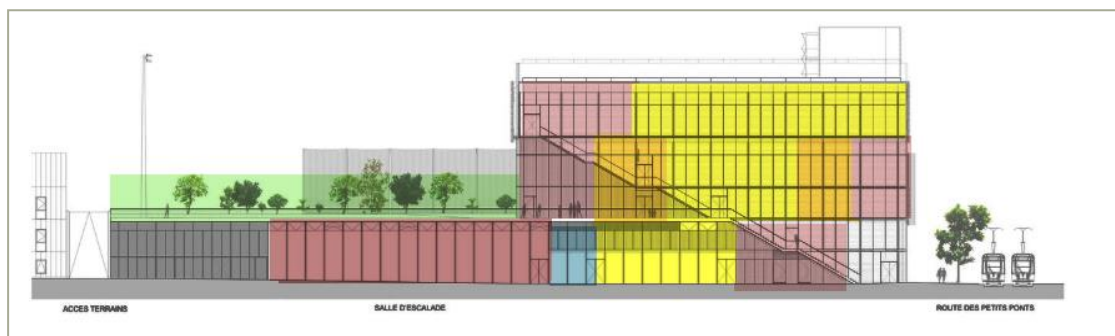 ACCES TERRAINS
SALLE D'ESCALADE
ROUTE DES PETITS PONTS